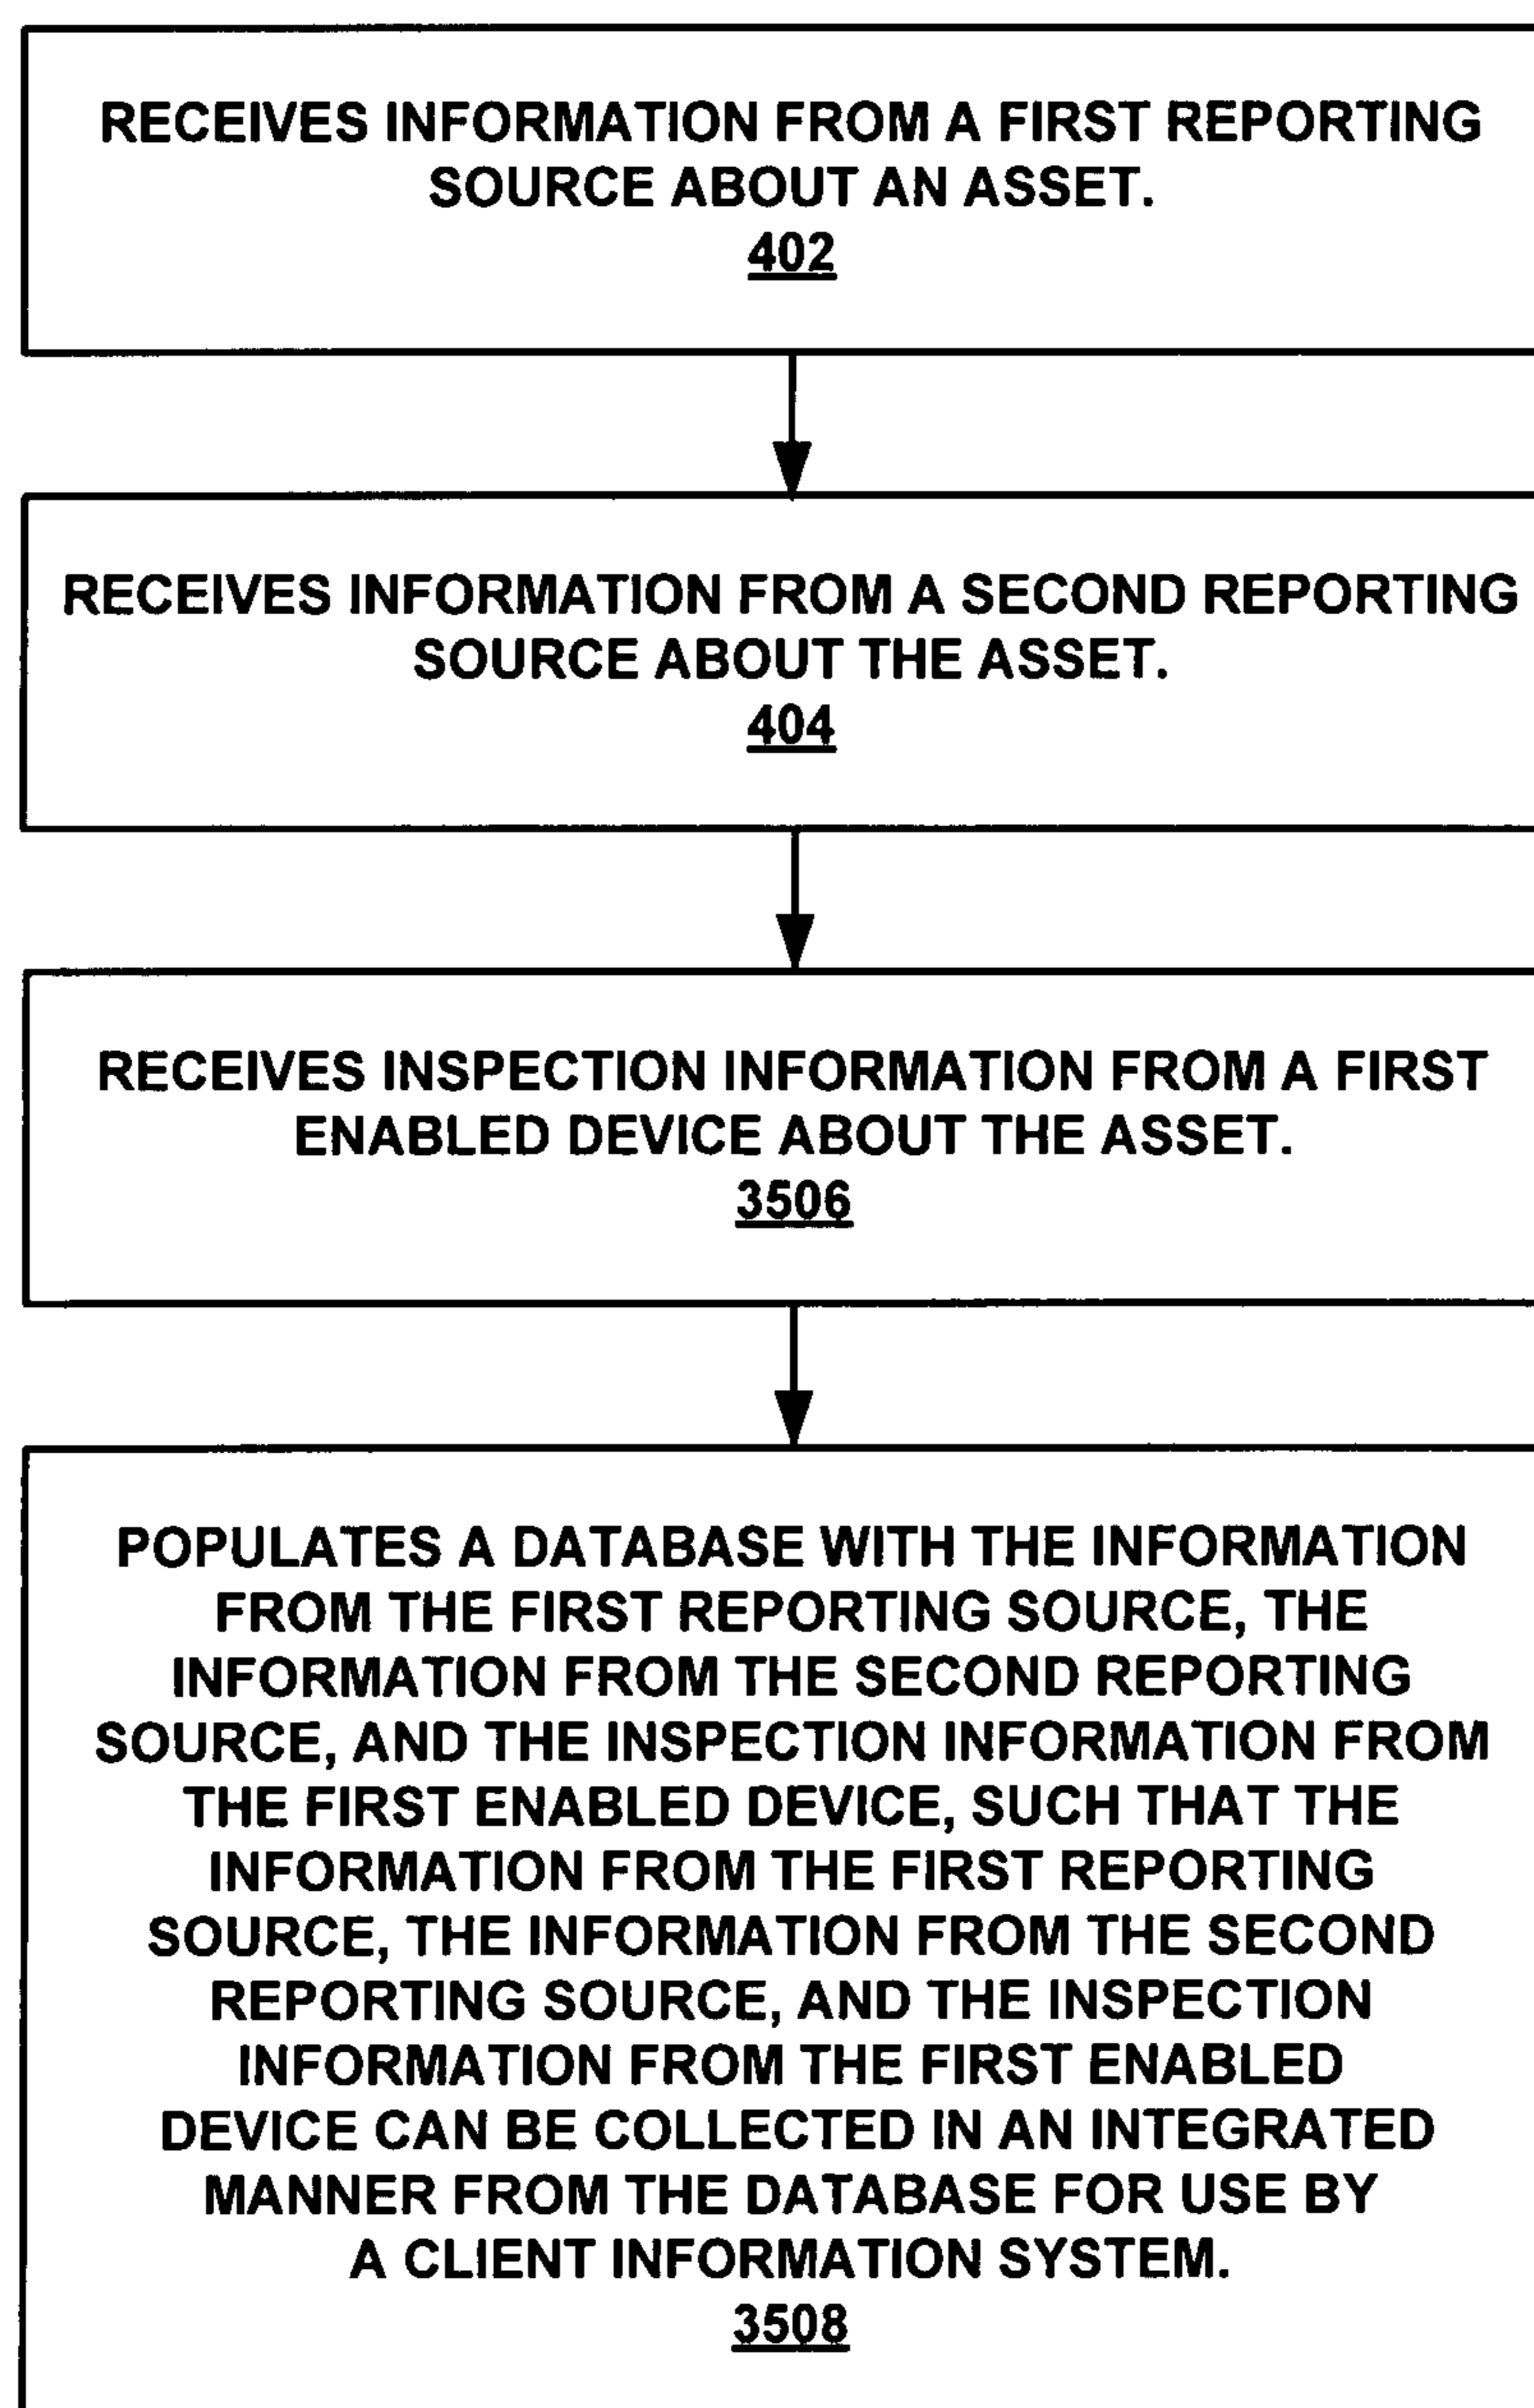 RECEIVES INFORMATION FROM A FIRST REPORTING
SOURCE ABOUT AN ASSET.
402
RECEIVES INFORMATION FROM A SECOND REPORTING
SOURCE ABOUT THE ASSET.
404
RECEIVES INSPECTION INFORMATION FROM A FIRST
ENABLED DEVICE ABOUT THE ASSET.
3506
POPULATES A DATABASE WITH THE INFORMATION
FROM THE FIRST REPORTING SOURCE, THE
INFORMATION FROM THE SECOND REPORTING
SOURCE, AND THE INSPECTION INFORMATION FROM
THE FIRST ENABLED DEVICE, SUCH THAT THE
INFORMATION FROM THE FIRST REPORTING
SOURCE, THE INFORMATION FROM THE SECOND
REPORTING SOURCE, AND THE INSPECTION
INFORMATION FROM THE FIRST ENABLED
DEVICE CAN BE COLLECTED IN AN INTEGRATED
MANNER FROM THE DATABASE FOR USE BY
A CLIENT INFORMATION SYSTEM.
3508